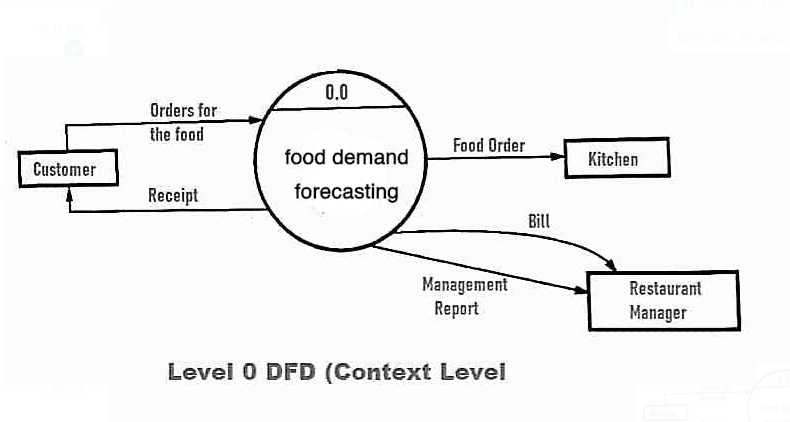 0.0
Orders for
the food
food demand
forecasting
Food Order
Customer
Kitchen
Receipt
Bill
Management
Report
Restaurant
Manager
Level 0 DFD (Context Level